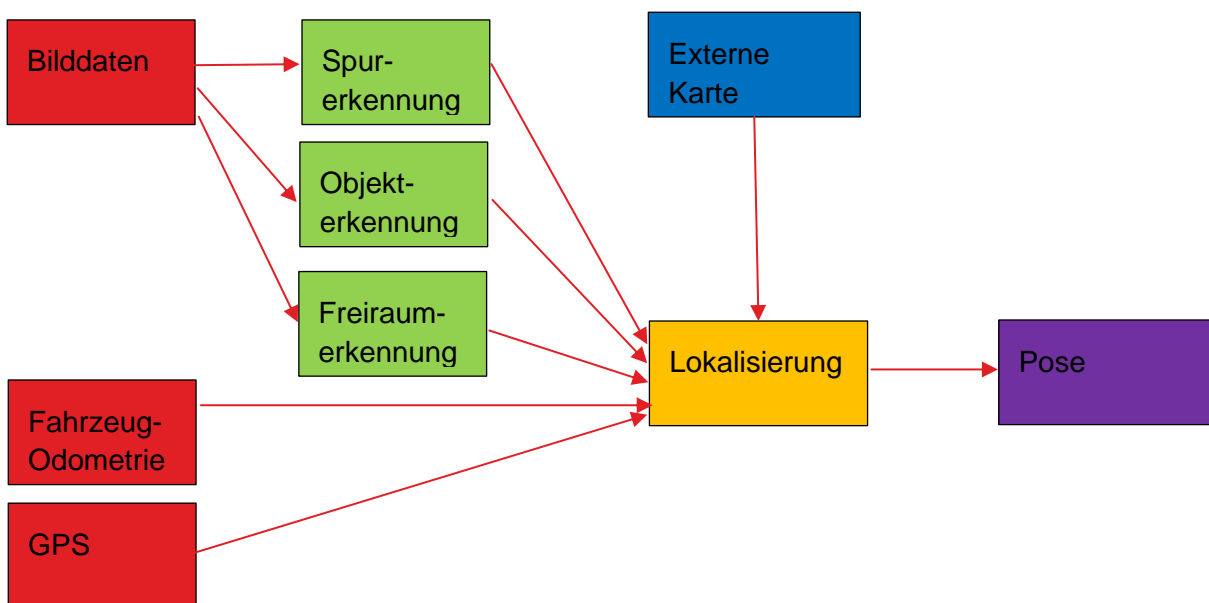 Bilddaten
Spur-
erkennung
Externe
Karte
Objekt-
erkennung
Freiraum-
erkennung
Lokalisierung
Pose
Fahrzeug-
Odometrie
GPS